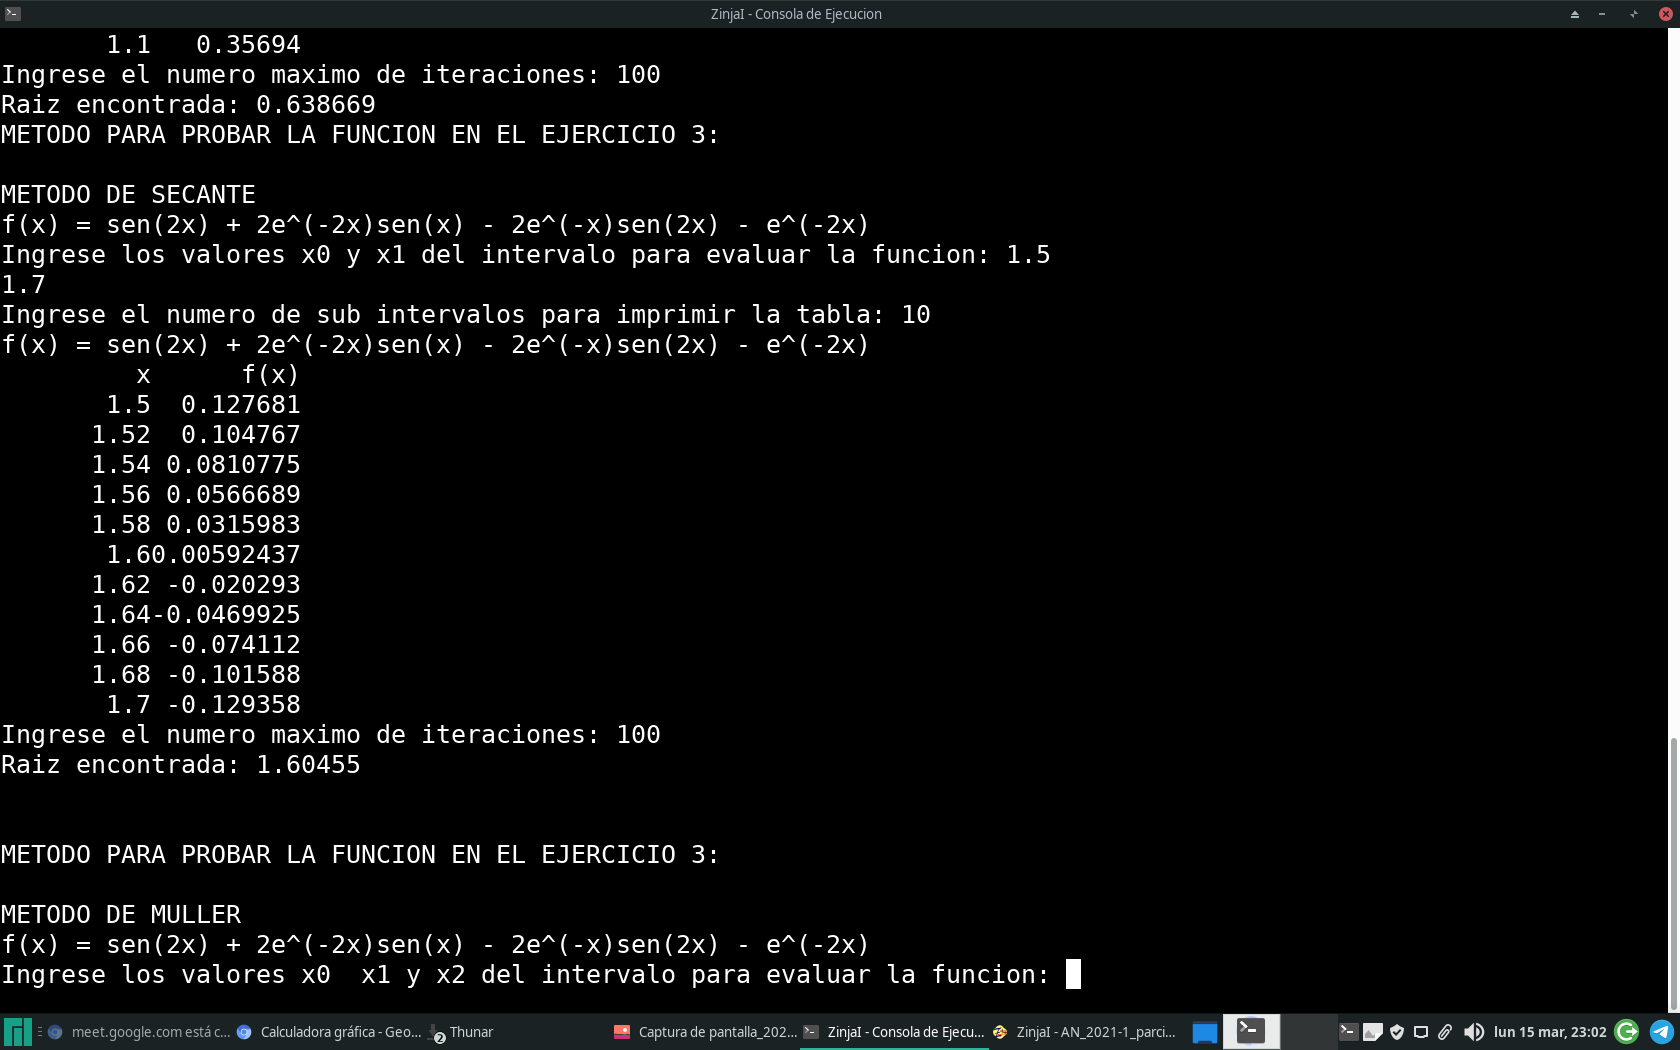 ZinjaI - Consola de Ejecucion
1.1   0.35694
Ingrese el numero maximo de iteraciones: 100
Raiz encontrada: 0.638669
METODO PARA PROBAR LA FUNCION EN EL EJERCICIO 3:
METODO DE SECANTE
f(x) = sen(2x) + 2e^(-2x)sen(x) - 2e^(-x)sen(2x) - e^(-2x)
Ingrese los valores x0 y x1 del intervalo para evaluar la funcion: 1.5
1.7
Ingrese el numero de sub intervalos para imprimir la tabla: 10
f(x) = sen(2x) + 2e^(-2x)sen(x) - 2e^(-x)sen(2x) - e^(-2x)
x      f(x)
1.5  0.127681
1.52  0.104767
1.54 0.0810775
1.56 0.0566689
1.58 0.0315983
1.60.00592437
1.62 -0.020293
1.64-0.0469925
1.66 -0.074112
1.68 -0.101588
1.7 -0.129358
Ingrese el numero maximo de iteraciones: 100
Raiz encontrada: 1.60455
METODO PARA PROBAR LA FUNCION EN EL EJERCICIO 3:
METODO DE MULLER
f(x) = sen(2x) + 2e^(-2x)sen(x) - 2e^(-x)sen(2x) - e^(-2x)
Ingrese los valores x0  x1 y x2 del intervalo para evaluar la funcion:
meet.google.com está c... Calculadora gráfica - Geo... 2 Thunar Captura de pantalla_202... ZinjaI - Consola de Ejecu... ZinjaI - AN_2021-1_parci... lun 15 mar, 23:02